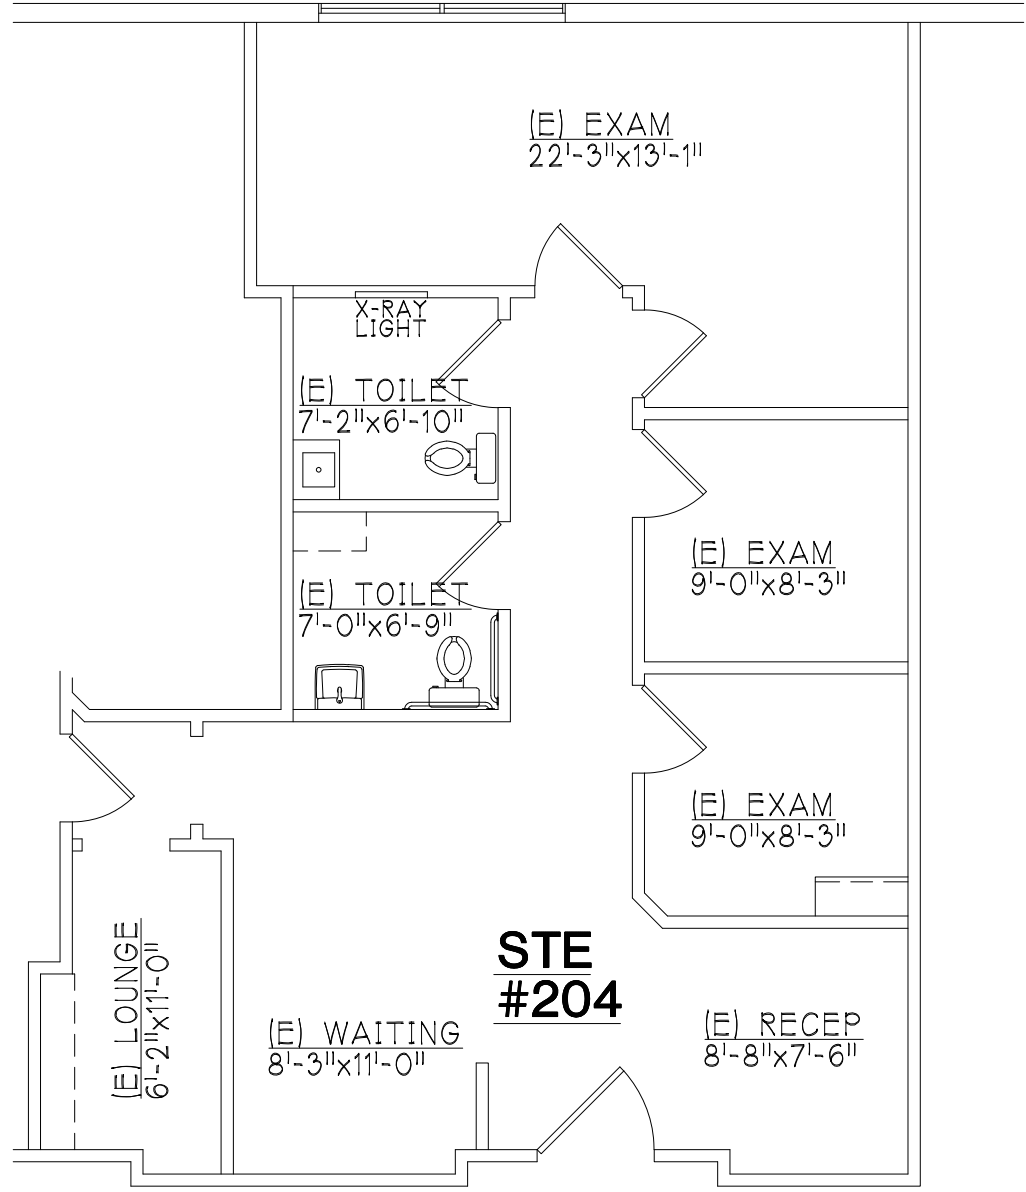 (E) EXAM
22'-3"x13'-1"
X-RAY
LIGHT
(E) TOILET
7'-2"x6'-10"
(E) EXAM
9'-0"x8'-3"
(E) TOILET
7'-0"x6'-9"
(E) EXAM
9'-0"x8'-3"
STE
#204
(E) LOUNGE
6'-2"x11'-0"
(E) WAITING
8'-3"x11'-0"
(E) RECEP
8'-8"x7'-6"